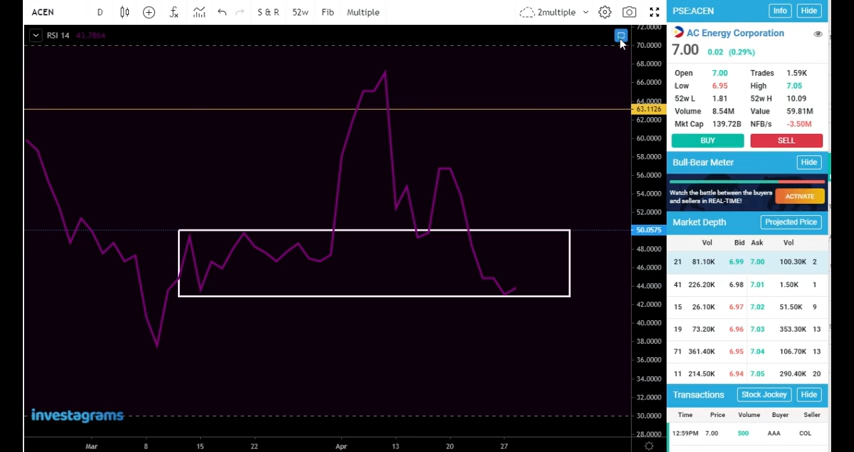 ACEN D S & R 52w Fib Multiple 2multiple
RSI 14 43.7864
72.0000
70.0000
68.0000
66.0000
64.0000
63.1126
62.0000
60.0000
58.0000
56.0000
54.0000
52.0000
50.0575
48.0000
46.0000
44.0000
42.0000
40.0000
38.0000
36.0000
34.0000
32.0000
30.0000
28.0000
investagrams
Mar 8 15 22 Apr 13 20 27
PSE:ACEN Info Hide
AC Energy Corporation
7.00 0.02 (0.29%)
Open 7.00 Trades 1.59K
Low 6.95 High 7.05
52w L 1.81 52w H 10.09
Volume 8.54M Value 59.81M
Mkt Cap 139.72B NFB/s -3.50M
BUY SELL
Bull-Bear Meter Hide
Watch the battle between the buyers
and sellers in REAL-TIME! ACTIVATE
Market Depth Projected Price
Vol Bid Ask Vol
21 81.10K 6.99 7.00 100.30K 2
41 226.20K 6.98 7.01 1.50K 1
15 26.10K 6.97 7.02 51.50K 9
19 73.20K 6.96 7.03 353.30K 13
71 361.40K 6.95 7.04 106.70K 13
11 214.50K 6.94 7.05 290.40K 20
Transactions Stock Jockey Hide
Time Price Volume Buyer Seller
12:59PM 7.00 500 AAA COL